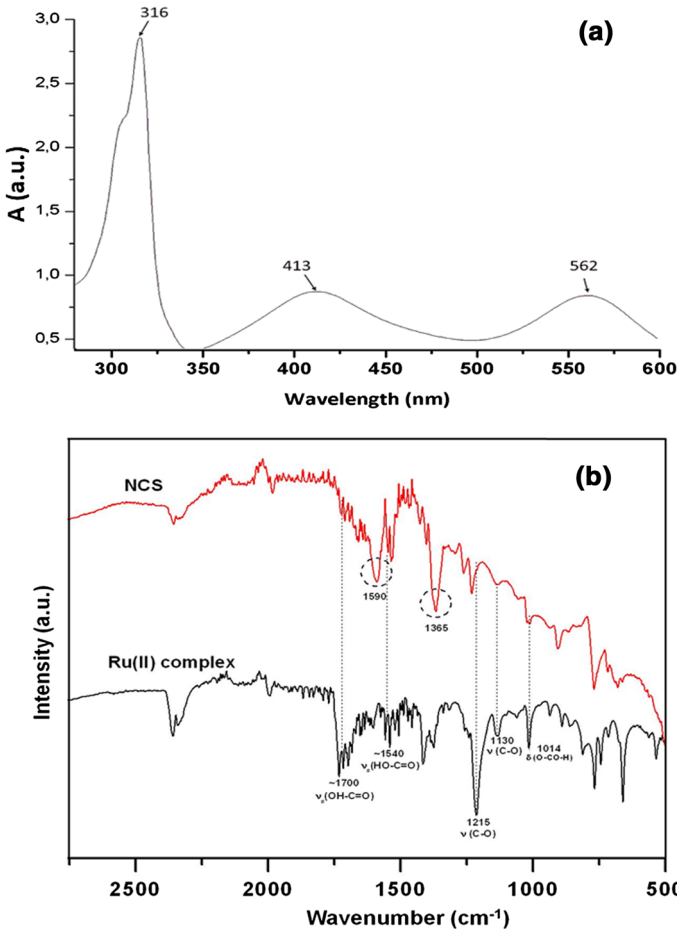 316
(a)
3,0
2,5
2,0
1,5
1,0
0,5
A (a.u.)
413
562
300 350 400 450 500 550 600
Wavelength (nm)
(b)
NCS
1590
1365
Ru(II) complex
Intensity (a.u.)
~1700
νs(OH-C=O)
~1540
νs(HO-C=O)
1215
ν (C-O)
1130
ν (C-O)
1014
δ (O-CO-H)
2500 2000 1500 1000 500
Wavenumber (cm-1)